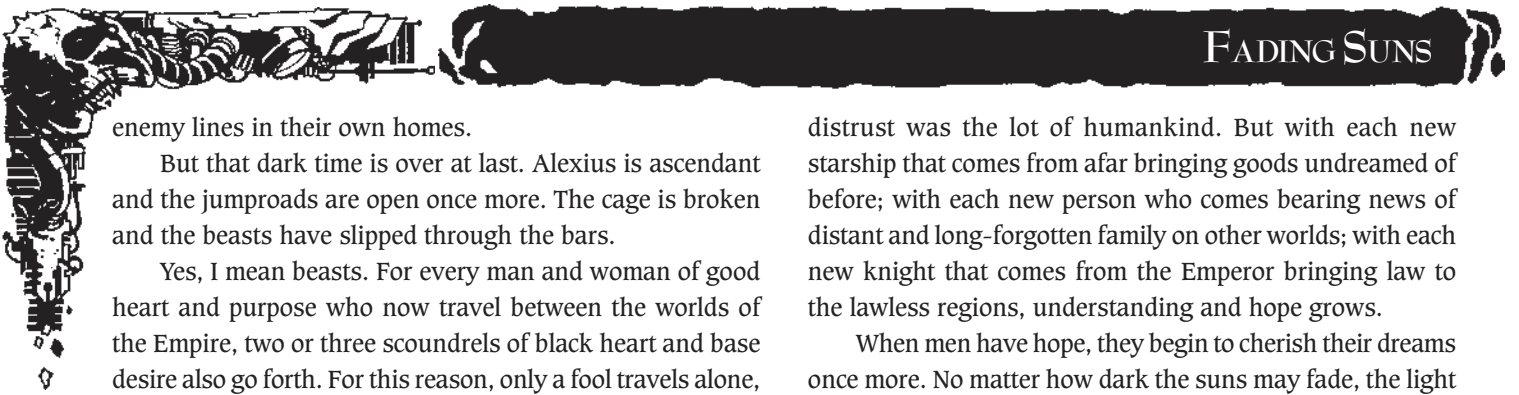 FADING SUNS
enemy lines in their own homes.
But that dark time is over at last. Alexius is ascendant
and the jumproads are open once more. The cage is broken
and the beasts have slipped through the bars.
Yes, I mean beasts. For every man and woman of good
heart and purpose who now travel between the worlds of
the Empire, two or three scoundrels of black heart and base
desire also go forth. For this reason, only a fool travels alone,
distrust was the lot of humankind. But with each new
starship that comes from afar bringing goods undreamed of
before; with each new person who comes bearing news of
distant and long-forgotten family on other worlds; with each
new knight that comes from the Emperor bringing law to
the lawless regions, understanding and hope grows.
When men have hope, they begin to cherish their dreams
once more. No matter how dark the suns may fade, the light